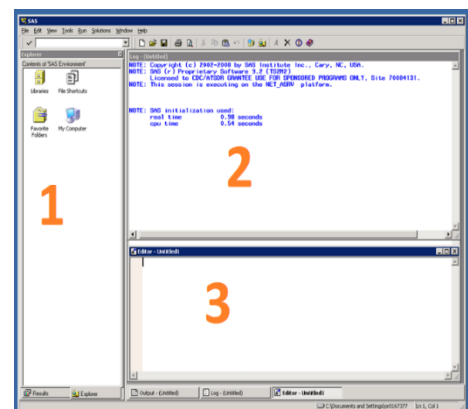 SAS
File Edit View Tools Run Solutions Window Help
Explorer
Contents of 'SAS Environment'
Libraries
File Shortcuts
Favorite
Folders
My Computer
1
Log - (Untitled)
NOTE: Copyright (c) 2002-2008 by SAS Institute Inc., Cary, NC, USA.
NOTE: SAS (r) Proprietary Software 9.2 (TS2M2)
Licensed to CDC/ATSDR GRANTEE USE FOR SPONSORED PROGRAMS ONLY, Site 70084131.
NOTE: This session is executing on the NET_ASRV platform.
NOTE: SAS initialization used:
real time 0.98 seconds
cpu time 0.54 seconds
2
Editor - Untitled1
3
Results
Explorer
Output - (Untitled)
Log - (Untitled)
Editor - Untitled1
C:\Documents and Settings\
Ln 1, Col 1